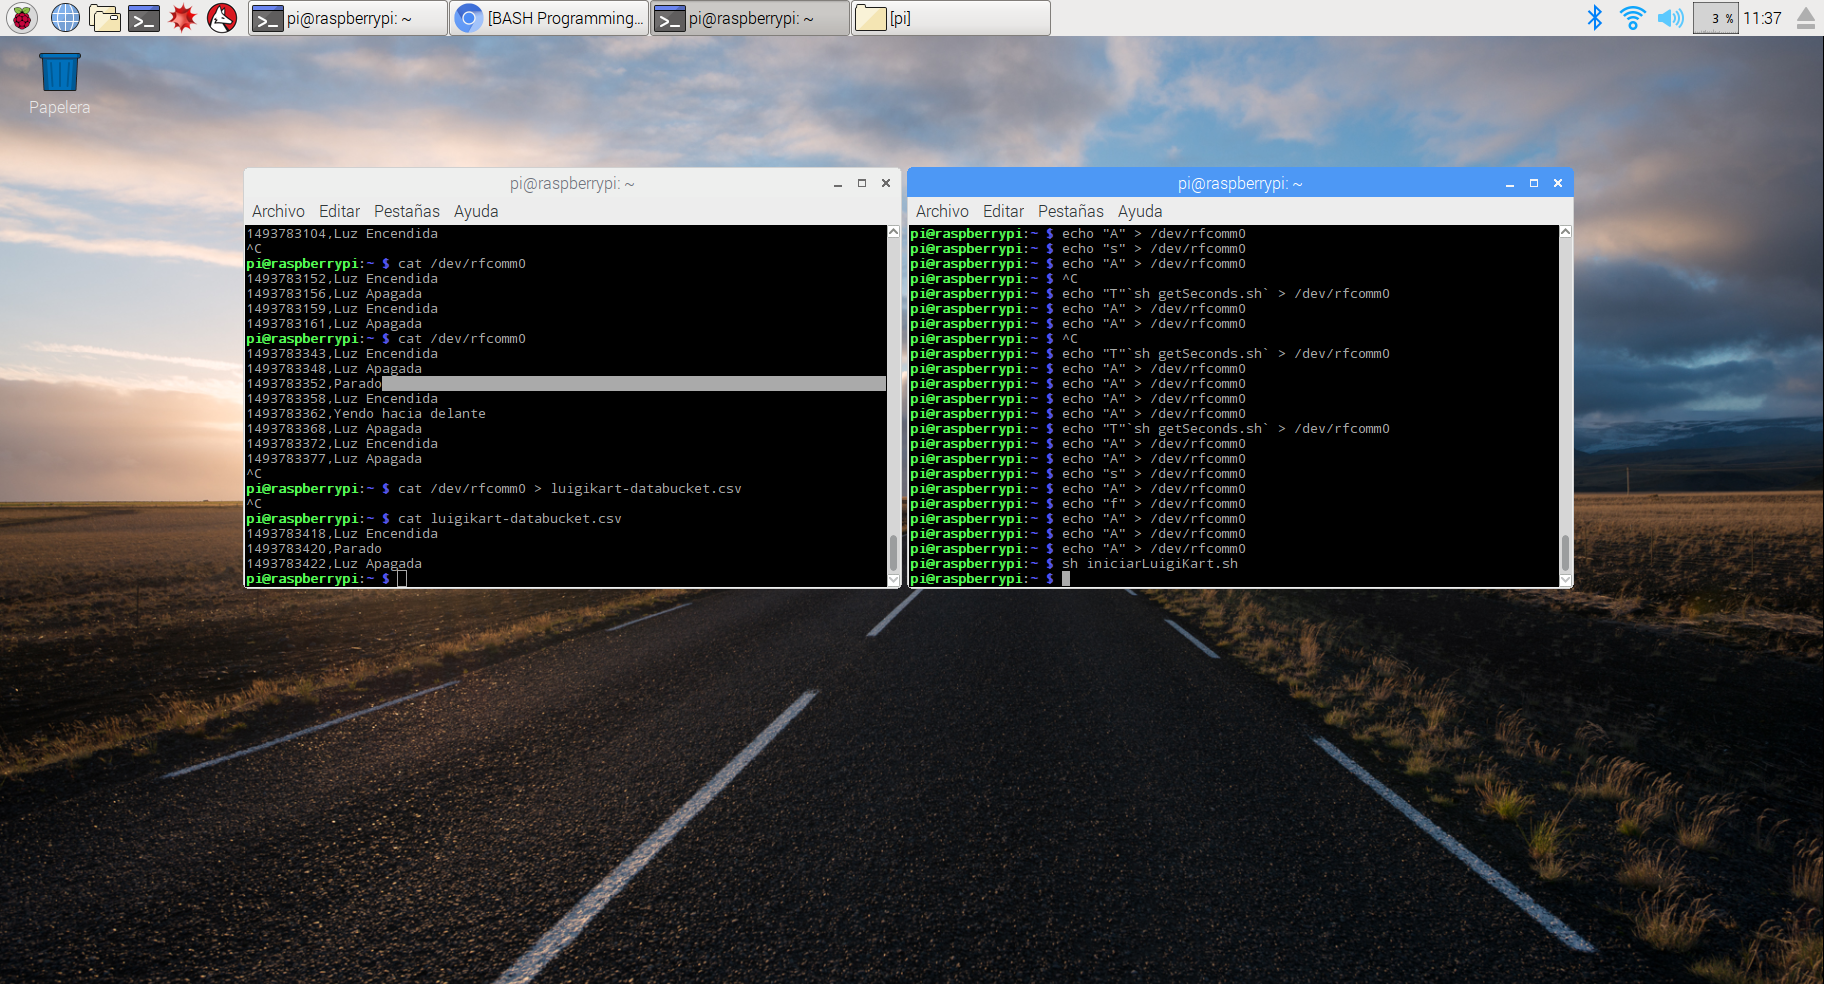 pi@raspberrypi: ~
[BASH Programming...
pi@raspberrypi: ~
[pi]
3 %
11:37
Papelera
pi@raspberrypi: ~
Archivo Editar Pestañas Ayuda
1493783104,Luz Encendida
^C
pi@raspberrypi:~ $ cat /dev/rfcomm0
1493783152,Luz Encendida
1493783156,Luz Apagada
1493783159,Luz Encendida
1493783161,Luz Apagada
pi@raspberrypi:~ $ cat /dev/rfcomm0
1493783343,Luz Encendida
1493783348,Luz Apagada
1493783352,Parado
1493783358,Luz Encendida
1493783362,Yendo hacia delante
1493783368,Luz Apagada
1493783372,Luz Encendida
1493783377,Luz Apagada
^C
pi@raspberrypi:~ $ cat /dev/rfcomm0 > luigikart-databucket.csv
^C
pi@raspberrypi:~ $ cat luigikart-databucket.csv
1493783418,Luz Encendida
1493783420,Parado
1493783422,Luz Apagada
pi@raspberrypi:~ $
pi@raspberrypi: ~
Archivo Editar Pestañas Ayuda
pi@raspberrypi:~ $ echo "A" > /dev/rfcomm0
pi@raspberrypi:~ $ echo "s" > /dev/rfcomm0
pi@raspberrypi:~ $ echo "A" > /dev/rfcomm0
pi@raspberrypi:~ $ ^C
pi@raspberrypi:~ $ echo "T"`sh getSeconds.sh` > /dev/rfcomm0
pi@raspberrypi:~ $ echo "A" > /dev/rfcomm0
pi@raspberrypi:~ $ echo "A" > /dev/rfcomm0
pi@raspberrypi:~ $ ^C
pi@raspberrypi:~ $ echo "T"`sh getSeconds.sh` > /dev/rfcomm0
pi@raspberrypi:~ $ echo "A" > /dev/rfcomm0
pi@raspberrypi:~ $ echo "A" > /dev/rfcomm0
pi@raspberrypi:~ $ echo "A" > /dev/rfcomm0
pi@raspberrypi:~ $ echo "A" > /dev/rfcomm0
pi@raspberrypi:~ $ echo "T"`sh getSeconds.sh` > /dev/rfcomm0
pi@raspberrypi:~ $ echo "A" > /dev/rfcomm0
pi@raspberrypi:~ $ echo "A" > /dev/rfcomm0
pi@raspberrypi:~ $ echo "s" > /dev/rfcomm0
pi@raspberrypi:~ $ echo "A" > /dev/rfcomm0
pi@raspberrypi:~ $ echo "f" > /dev/rfcomm0
pi@raspberrypi:~ $ echo "A" > /dev/rfcomm0
pi@raspberrypi:~ $ echo "A" > /dev/rfcomm0
pi@raspberrypi:~ $ echo "A" > /dev/rfcomm0
pi@raspberrypi:~ $ sh iniciarLuigiKart.sh
pi@raspberrypi:~ $